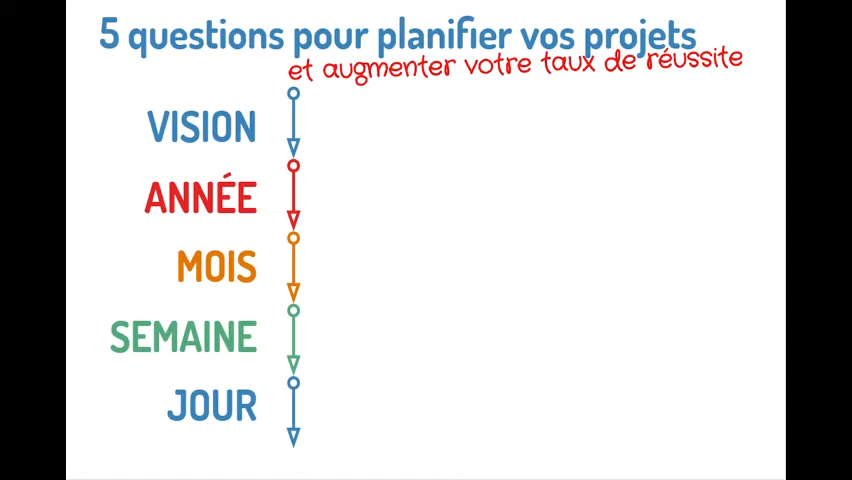 5 questions pour planifier vos projets
et augmenter votre taux de réussite
VISION
ANNÉE
MOIS
SEMAINE
JOUR